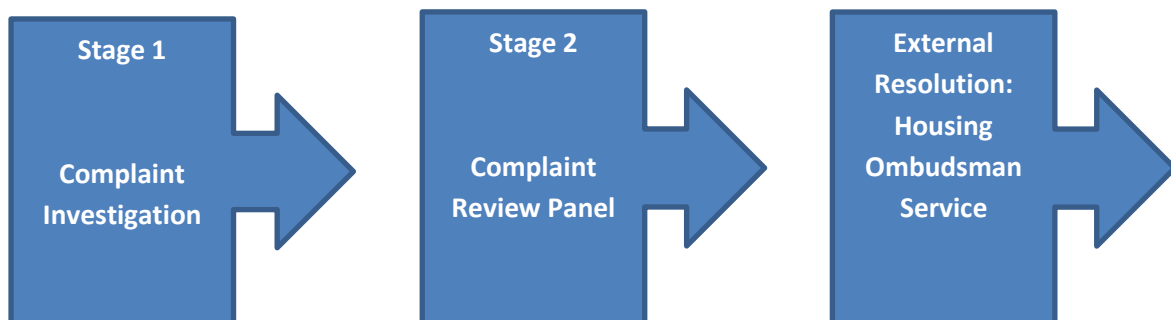 Stage 1
Complaint
Investigation
Stage 2
Complaint
Review Panel
External
Resolution:
Housing
Ombudsman
Service